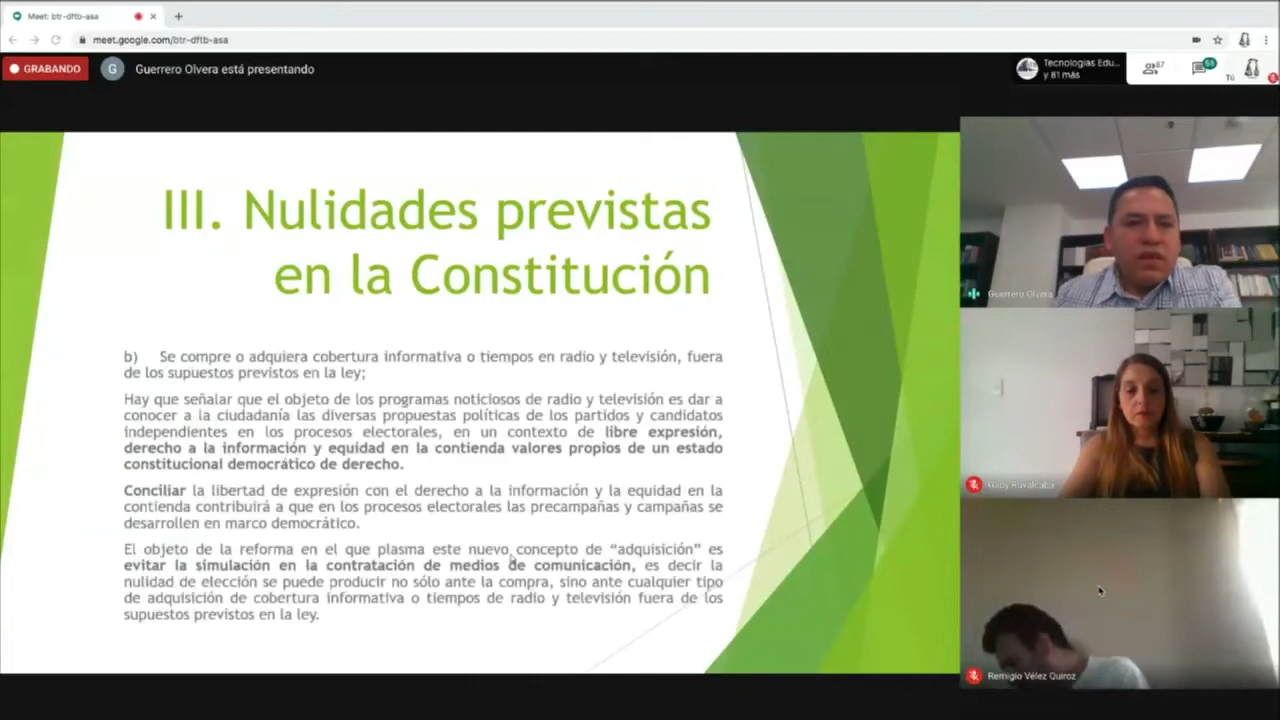 Meet: btr-dftb-asa
meet.google.com/btr-dftb-asa
GRABANDO
G
Guerrero Olvera está presentando
Tecnologias Edu...
y 81 más
87
55
Tú
III. Nulidades previstas
en la Constitución
b) Se compre o adquiera cobertura informativa o tiempos en radio y televisión, fuera
de los supuestos previstos en la ley;
Hay que señalar que el objeto de los programas noticiosos de radio y televisión es dar a
conocer a la ciudadanía las diversas propuestas políticas de los partidos y candidatos
independientes en los procesos electorales, en un contexto de libre expresión,
derecho a la información y equidad en la contienda valores propios de un estado
constitucional democrático de derecho.
Conciliar la libertad de expresión con el derecho a la información y la equidad en la
contienda contribuirá a que en los procesos electorales las precampañas y campañas se
desarrollen en marco democrático.
El objeto de la reforma en el que plasma este nuevo concepto de “adquisición” es
evitar la simulación en la contratación de medios de comunicación, es decir la
nulidad de elección se puede producir no sólo ante la compra, sino ante cualquier tipo
de adquisición de cobertura informativa o tiempos de radio y televisión fuera de los
supuestos previstos en la ley.
Guerrero Olvera
Gaby Ruvalcaba
Remigio Vélez Quiroz